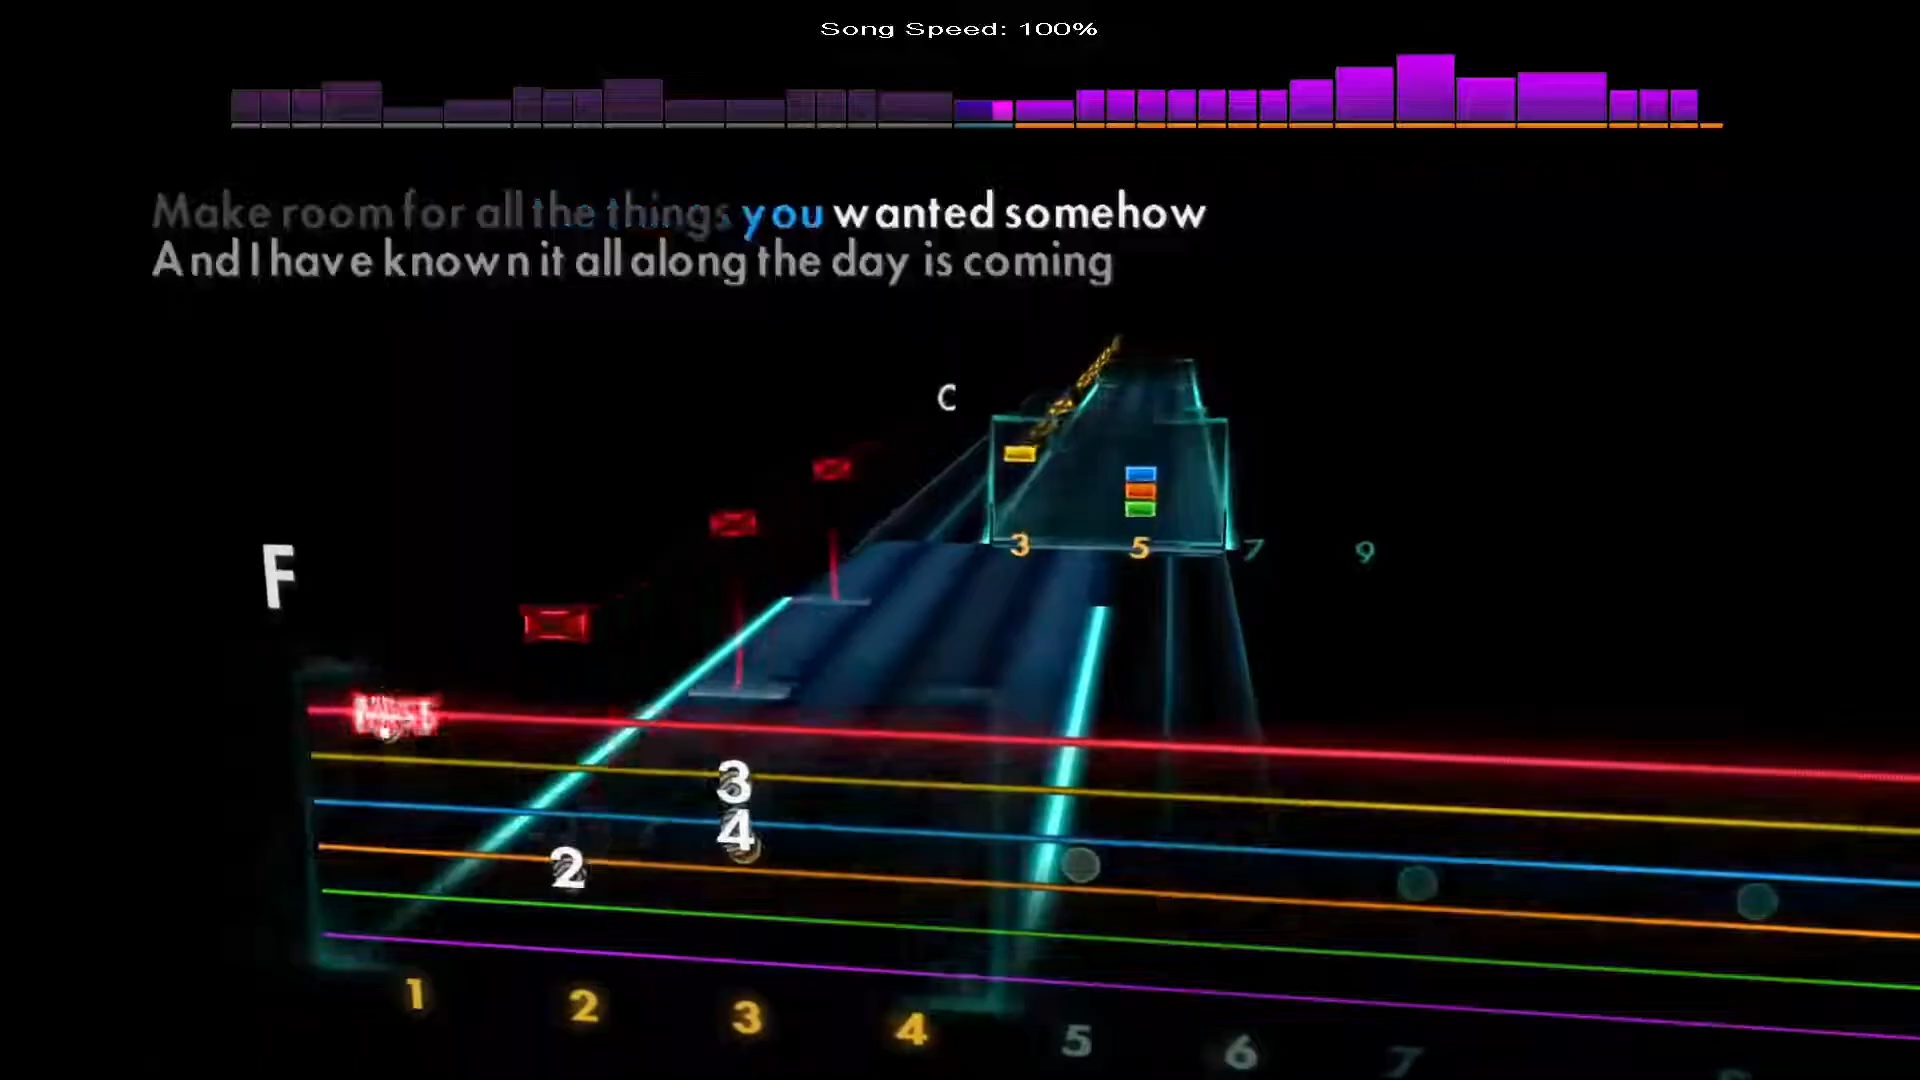 Song Speed: 100%
Make room for all the things you wanted somehow
And I have known it all along the day is coming
C
3 5 7 9
F
3
4
2
1 2 3 4 5 6 7